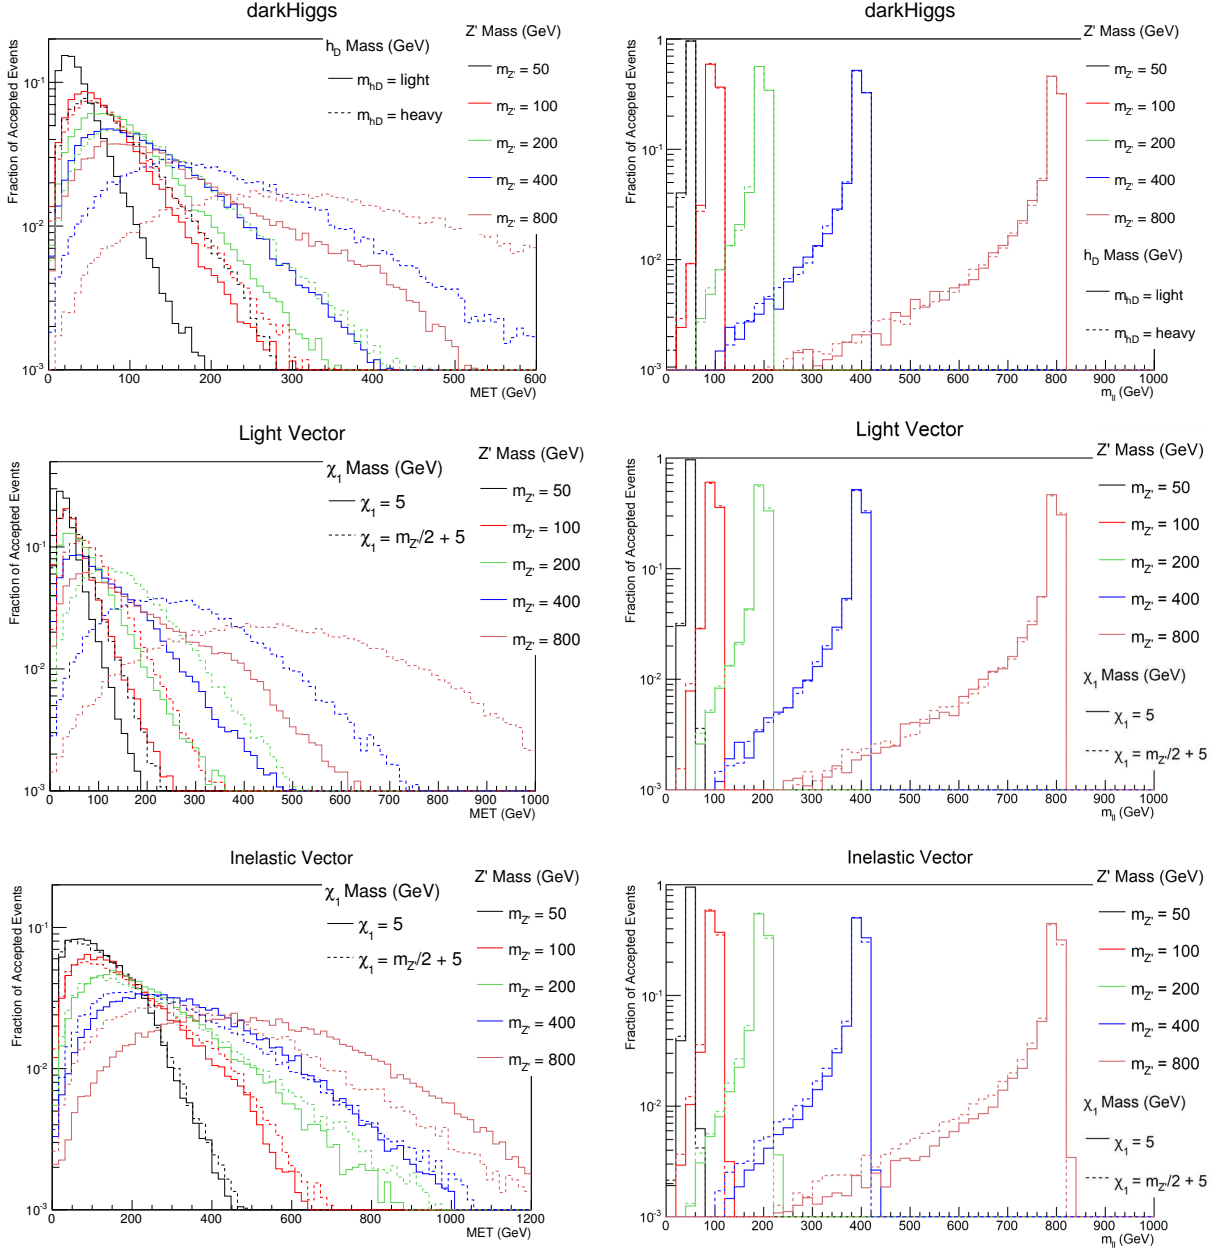 darkHiggs
Fraction of Accepted Events
h_D Mass (GeV)
m_hD = light
m_hD = heavy
Z' Mass (GeV)
m_Z' = 50
m_Z' = 100
m_Z' = 200
m_Z' = 400
m_Z' = 800
10^-1
10^-2
10^-3
0 100 200 300 400 500 600
MET (GeV)
darkHiggs
Fraction of Accepted Events
Z' Mass (GeV)
m_Z' = 50
m_Z' = 100
m_Z' = 200
m_Z' = 400
m_Z' = 800
h_D Mass (GeV)
m_hD = light
m_hD = heavy
1
10^-1
10^-2
10^-3
0 100 200 300 400 500 600 700 800 900 1000
m_ll (GeV)
Light Vector
Fraction of Accepted Events
χ_1 Mass (GeV)
χ_1 = 5
χ_1 = m_Z'/2 + 5
Z' Mass (GeV)
m_Z' = 50
m_Z' = 100
m_Z' = 200
m_Z' = 400
m_Z' = 800
10^-1
10^-2
10^-3
0 100 200 300 400 500 600 700 800 900 1000
MET (GeV)
Light Vector
Fraction of Accepted Events
Z' Mass (GeV)
m_Z' = 50
m_Z' = 100
m_Z' = 200
m_Z' = 400
m_Z' = 800
χ_1 Mass (GeV)
χ_1 = 5
χ_1 = m_Z'/2 + 5
1
10^-1
10^-2
10^-3
0 100 200 300 400 500 600 700 800 900 1000
m_ll (GeV)
Inelastic Vector
Fraction of Accepted Events
χ_1 Mass (GeV)
χ_1 = 5
χ_1 = m_Z'/2 + 5
Z' Mass (GeV)
m_Z' = 50
m_Z' = 100
m_Z' = 200
m_Z' = 400
m_Z' = 800
10^-1
10^-2
10^-3
0 200 400 600 800 1000 1200
MET (GeV)
Inelastic Vector
Fraction of Accepted Events
Z' Mass (GeV)
m_Z' = 50
m_Z' = 100
m_Z' = 200
m_Z' = 400
m_Z' = 800
χ_1 Mass (GeV)
χ_1 = 5
χ_1 = m_Z'/2 + 5
1
10^-1
10^-2
10^-3
0 100 200 300 400 500 600 700 800 900 1000
m_ll (GeV)